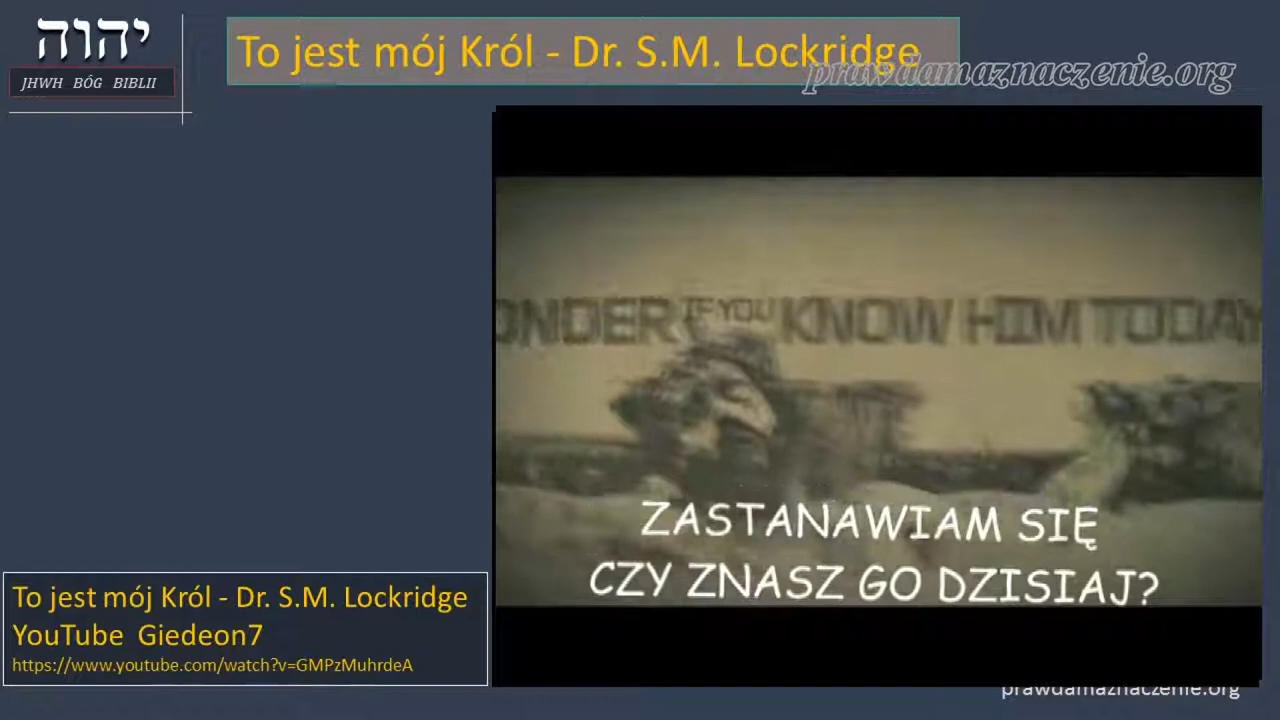 יהוה
JHWH BÓG BIBLII
To jest mój Król - Dr. S.M. Lockridge
prawdamaznaczenie.org
ONDER IF YOU KNOW HIM TODAY
ZASTANAWIAM SIĘ
CZY ZNASZ GO DZISIAJ?
To jest mój Król - Dr. S.M. Lockridge
YouTube Giedeon7
https://www.youtube.com/watch?v=GMPzMuhrdeA
prawdamaznaczenie.org